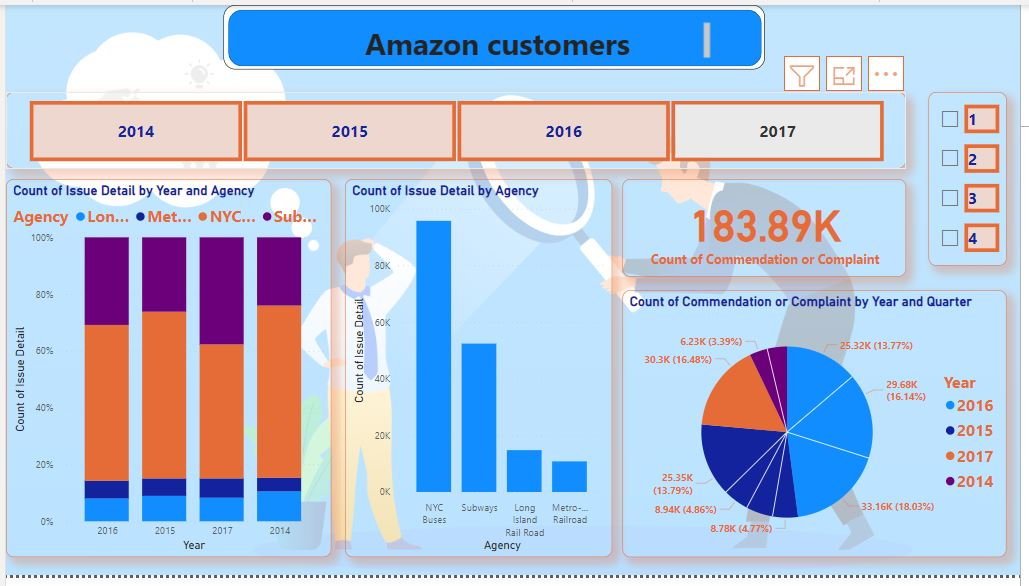 Amazon customers
2014
2015
2016
2017
1
2
3
4
Count of Issue Detail by Year and Agency
Agency Lon... Met... NYC... Sub...
100%
80%
60%
40%
20%
0%
Count of Issue Detail
2016
2015
2017
2014
Year
Count of Issue Detail by Agency
100K
80K
60K
40K
20K
0K
Count of Issue Detail
NYC
Buses
Subways
Long
Island
Rail Road
Metro-...
Railroad
Agency
183.89K
Count of Commendation or Complaint
Count of Commendation or Complaint by Year and Quarter
6.23K (3.39%)
30.3K (16.48%)
25.35K
(13.79%)
8.94K (4.86%)
8.78K (4.77%)
25.32K (13.77%)
29.68K
(16.14%)
33.16K (18.03%)
Year
2016
2015
2017
2014